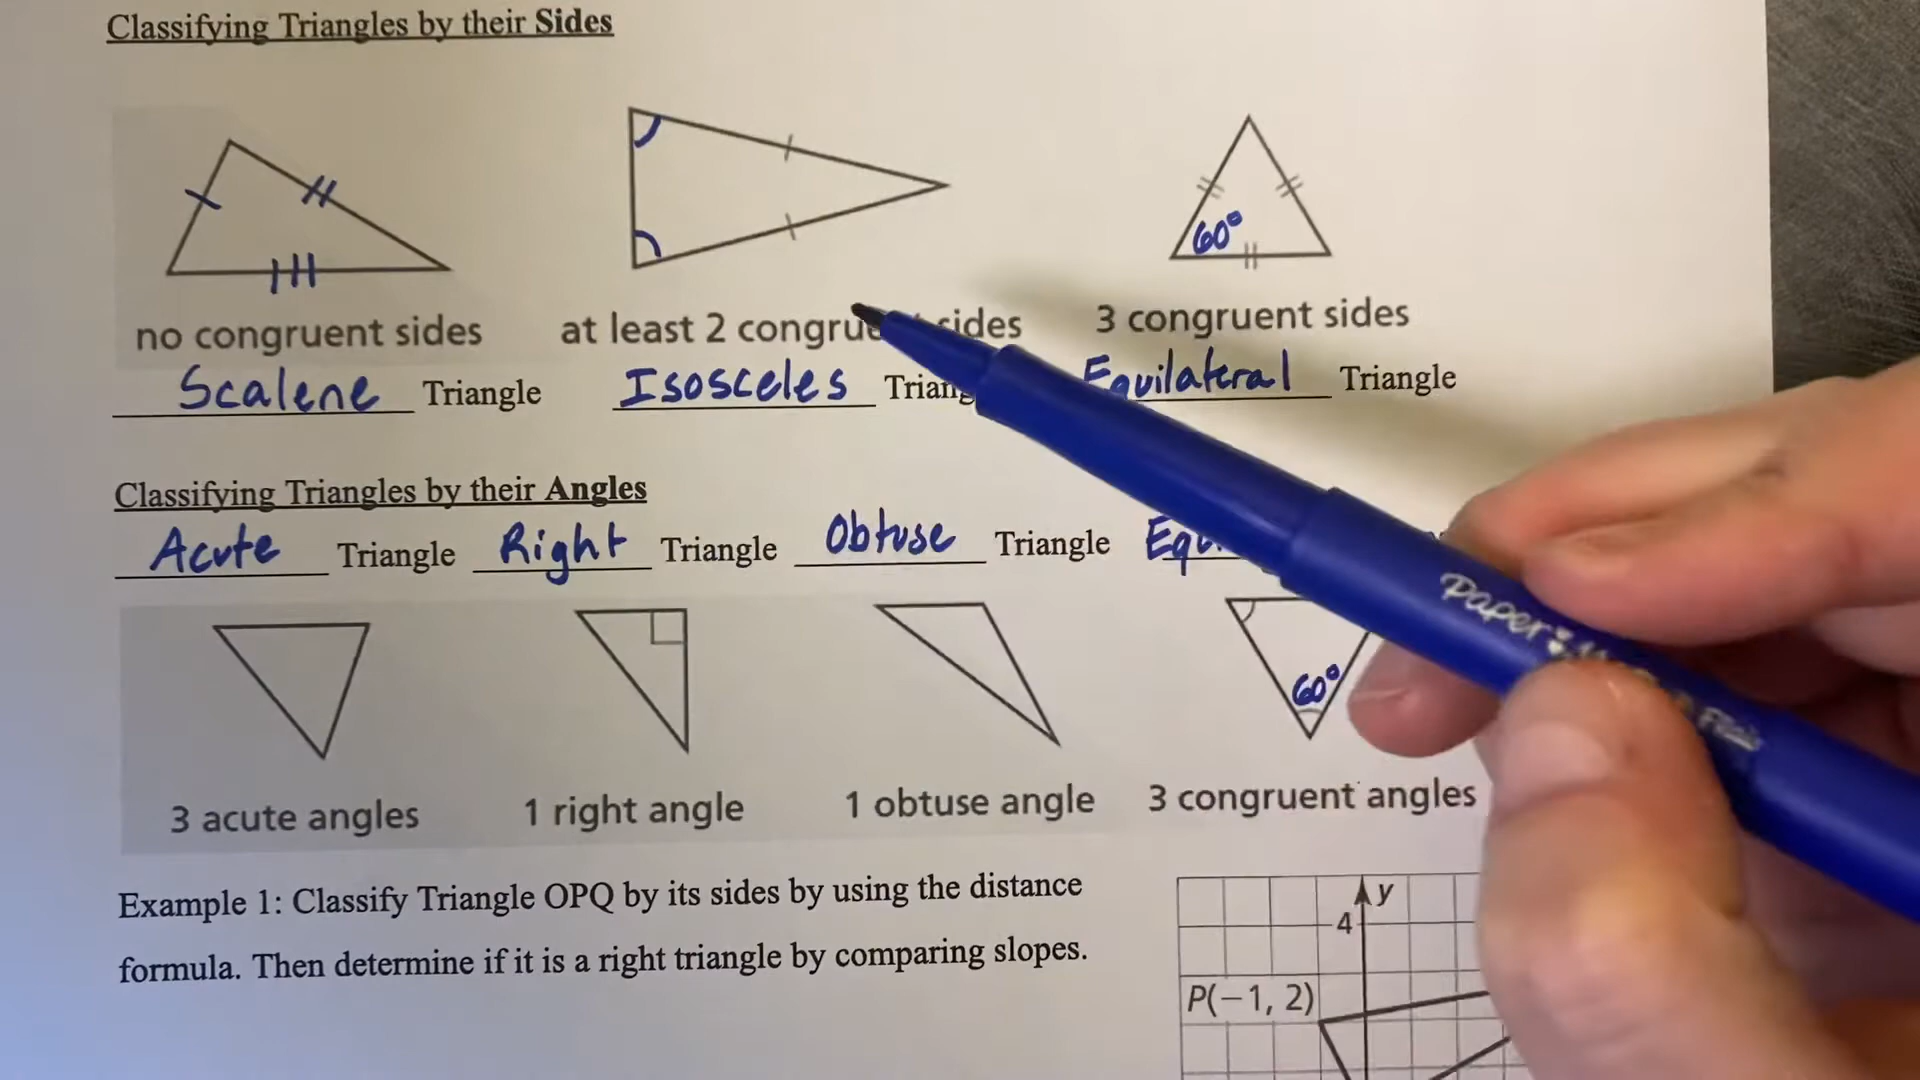 Classifying Triangles by their Sides
60°
no congruent sides at least 2 congruent sides 3 congruent sides
Scalene Triangle Isosceles Equilateral Triangle
Classifying Triangles by their Angles
Acute Triangle Right Triangle Obtuse Triangle
60°
3 acute angles 1 right angle 1 obtuse angle 3 congruent angles
Example 1: Classify Triangle OPQ by its sides by using the distance
formula. Then determine if it is a right triangle by comparing slopes.
y
4
P(−1, 2)
Paper